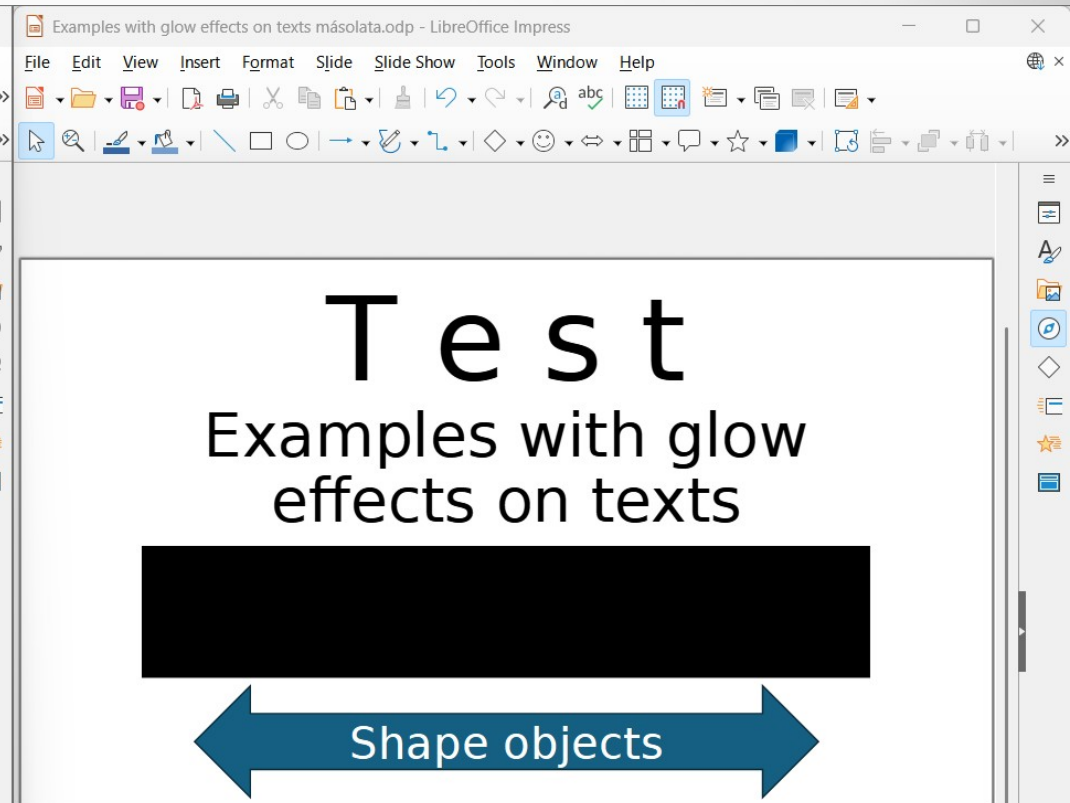 Examples with glow effects on texts másolata.odp - LibreOffice Impress
File Edit View Insert Format Slide Slide Show Tools Window Help
T e s t
Examples with glow
effects on texts
Shape objects